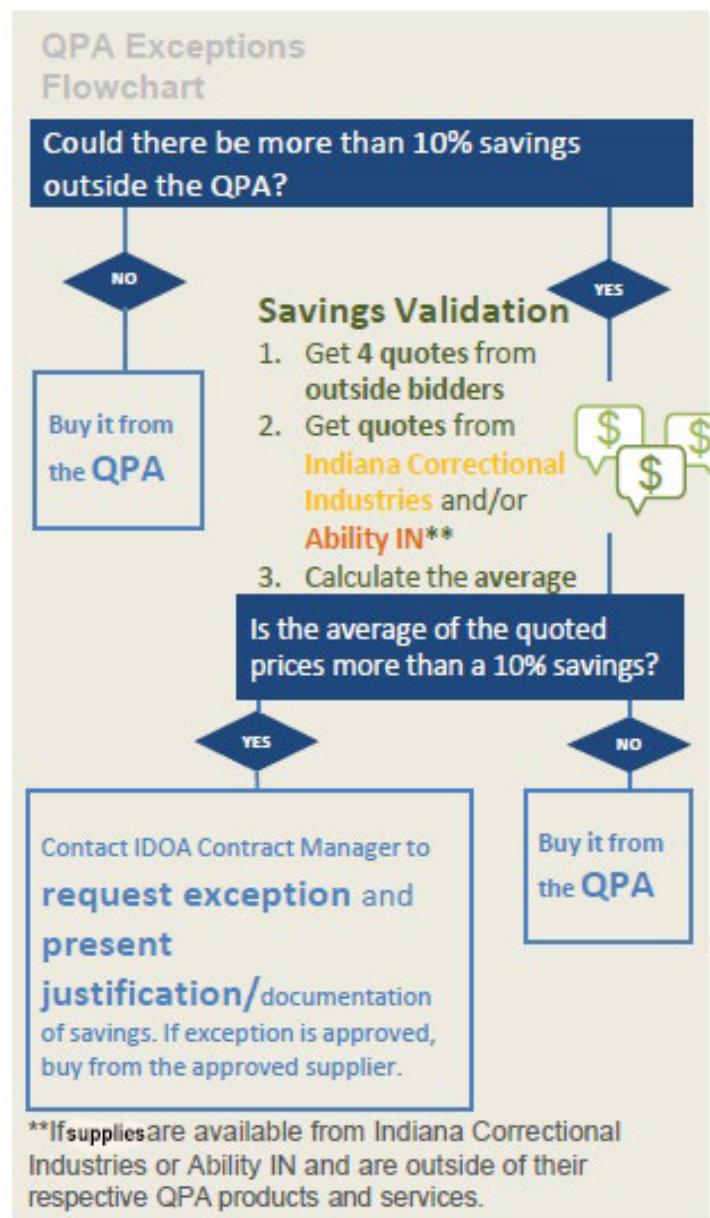 QPA Exceptions
Flowchart
Could there be more than 10% savings
outside the QPA?
NO
YES
Savings Validation
1. Get 4 quotes from
outside bidders
2. Get quotes from
Indiana Correctional
Industries and/or
Ability IN**
3. Calculate the average
Buy it from
the QPA
$
$
$
Is the average of the quoted
prices more than a 10% savings?
YES
NO
Contact IDOA Contract Manager to
request exception and
present
justification/documentation
of savings. If exception is approved,
buy from the approved supplier.
Buy it from
the QPA
**If supplies are available from Indiana Correctional
Industries or Ability IN and are outside of their
respective QPA products and services.